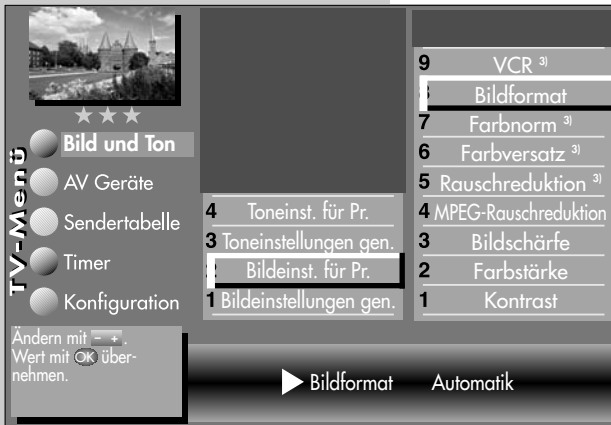 TV-Menü
Bild und Ton
AV Geräte
Sendertabelle
Timer
Konfiguration
4 Toneinst. für Pr.
3 Toneinstellungen gen.
2 Bildeinst. für Pr.
1 Bildeinstellungen gen.
9 VCR 3)
8 Bildformat
7 Farbnorm 3)
6 Farbversatz 3)
5 Rauschreduktion 3)
4 MPEG-Rauschreduktion
3 Bildschärfe
2 Farbstärke
1 Kontrast
Ändern mit - + .
Wert mit OK über-
nehmen.
Bildformat Automatik